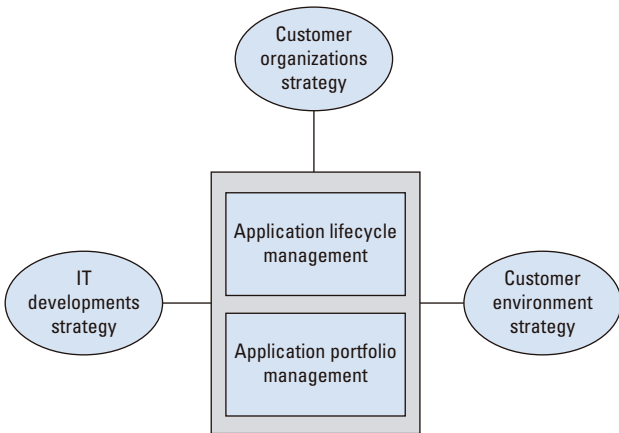 Customer
organizations
strategy
Application lifecycle
management
IT
developments
strategy
Customer
environment
strategy
Application portfolio
management